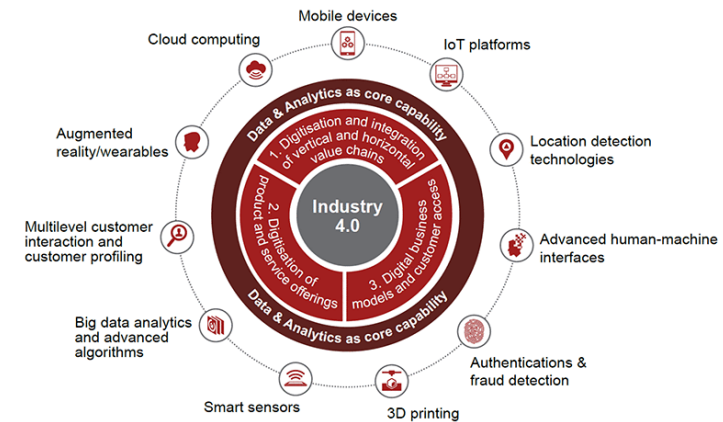 Mobile devices
IoT platforms
Location detection
technologies
Advanced human-machine
interfaces
Authentications &
fraud detection
3D printing
Smart sensors
Big data analytics
and advanced
algorithms
Multilevel customer
interaction and
customer profiling
Augmented
reality/wearables
Cloud computing
Data & Analytics as core capability
1. Digitisation and integration
of vertical and horizontal
value chains
2. Digitisation of
product and service offerings
3. Digital business
models and customer access
Industry
4.0
Data & Analytics as core capability